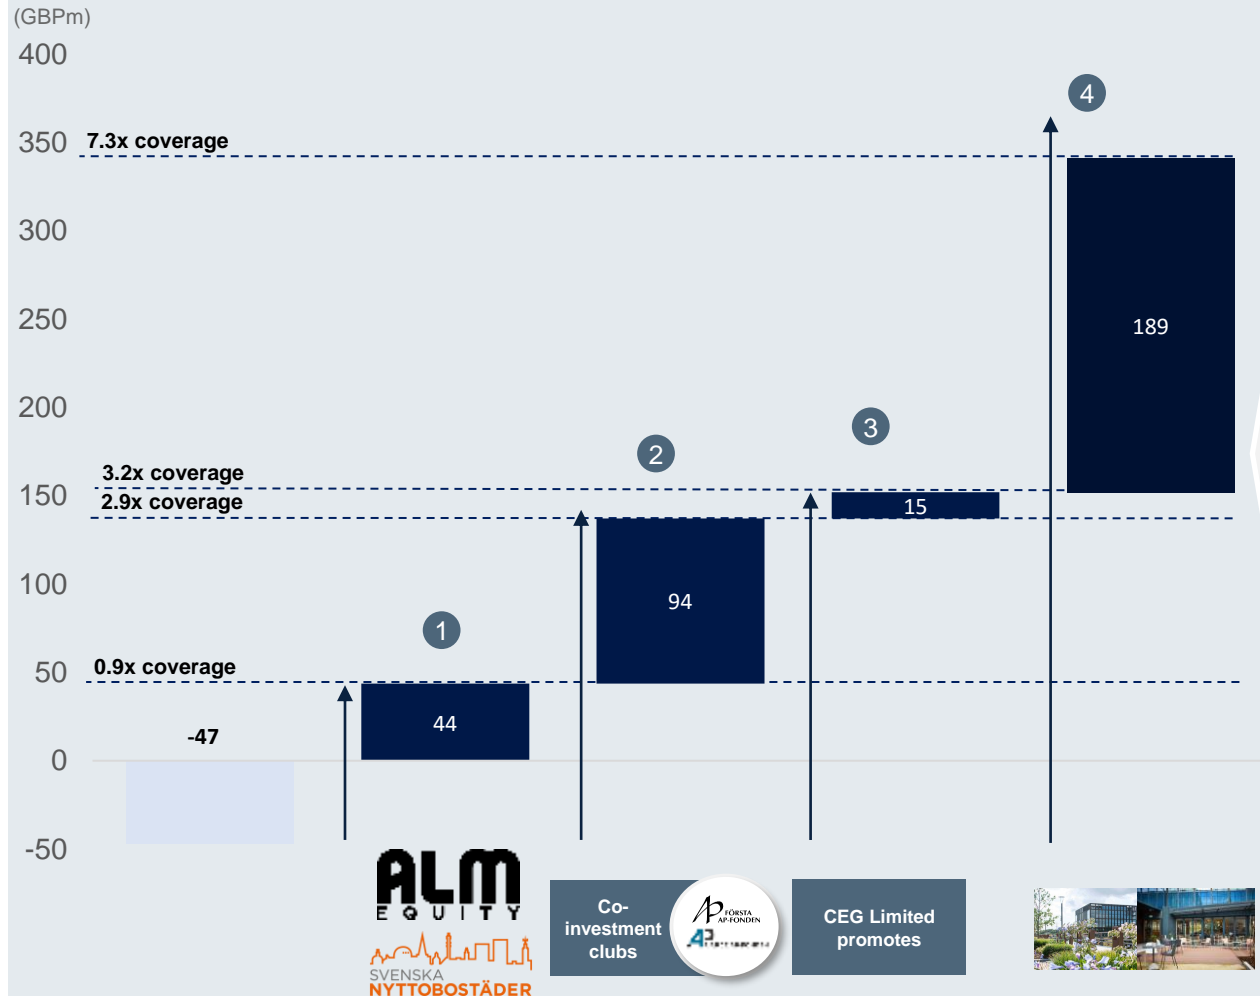 (GBPm)
400
4
350
7.3x coverage
300
250
189
200
3
2
3.2x coverage
150
2.9x coverage
15
100
94
1
50
0.9x coverage
44
-47
0
-50
ALM
EQUITY
SVENSKA
NYTTOBOSTÄDER
Co-
investment
clubs
AP FÖRSTA
AP-FONDEN
AP
CEG Limited
promotes